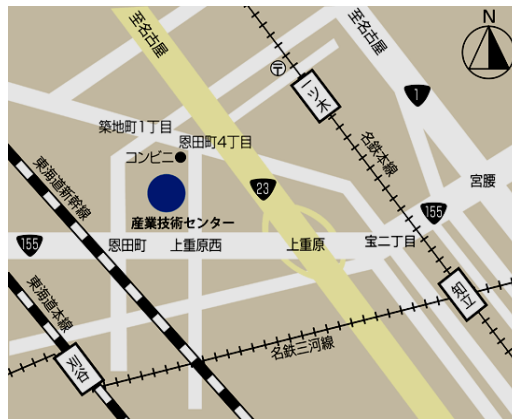 至名古屋
至名古屋
N
一ツ木
1
築地町1丁目
恩田町4丁目
コンビニ
名鉄本線
東海道新幹線
23
宮腰
産業技術センター
155
155
恩田町
上重原西
上重原
宝二丁目
東海道本線
知立
刈谷
名鉄三河線